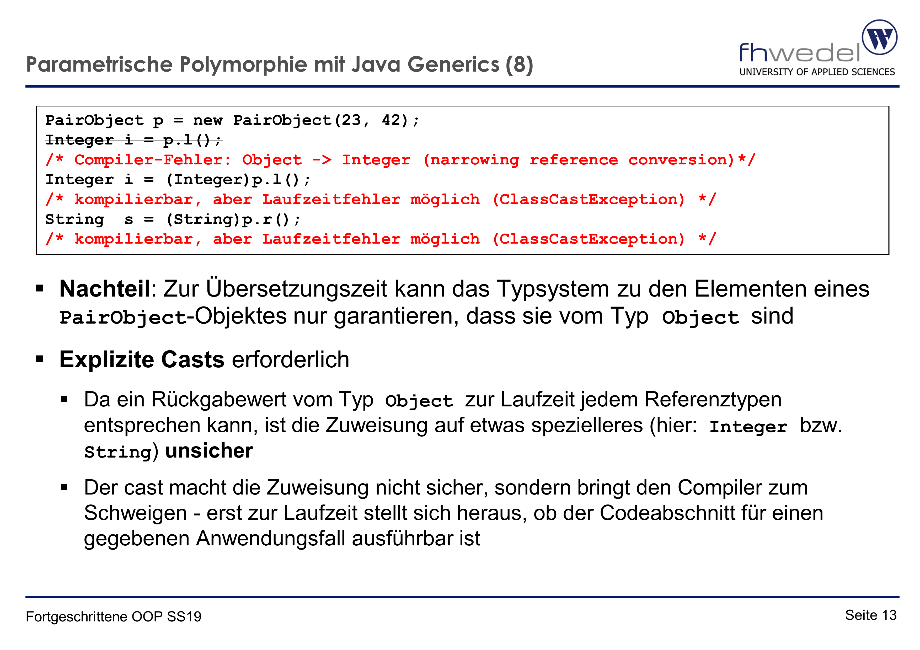 Parametrische Polymorphie mit Java Generics (8)
fhwedel
UNIVERSITY OF APPLIED SCIENCES
W
PairObject p = new PairObject(23, 42);
Integer i = p.l();
/* Compiler-Fehler: Object -> Integer (narrowing reference conversion)*/
Integer i = (Integer)p.l();
/* kompilierbar, aber Laufzeitfehler möglich (ClassCastException) */
String  s = (String)p.r();
/* kompilierbar, aber Laufzeitfehler möglich (ClassCastException) */
▪ Nachteil: Zur Übersetzungszeit kann das Typsystem zu den Elementen eines
PairObject-Objektes nur garantieren, dass sie vom Typ Object sind
▪ Explizite Casts erforderlich
▪ Da ein Rückgabewert vom Typ Object zur Laufzeit jedem Referenztypen
entsprechen kann, ist die Zuweisung auf etwas spezielleres (hier: Integer bzw.
String) unsicher
▪ Der cast macht die Zuweisung nicht sicher, sondern bringt den Compiler zum
Schweigen - erst zur Laufzeit stellt sich heraus, ob der Codeabschnitt für einen
gegebenen Anwendungsfall ausführbar ist
Fortgeschrittene OOP SS19
Seite 13